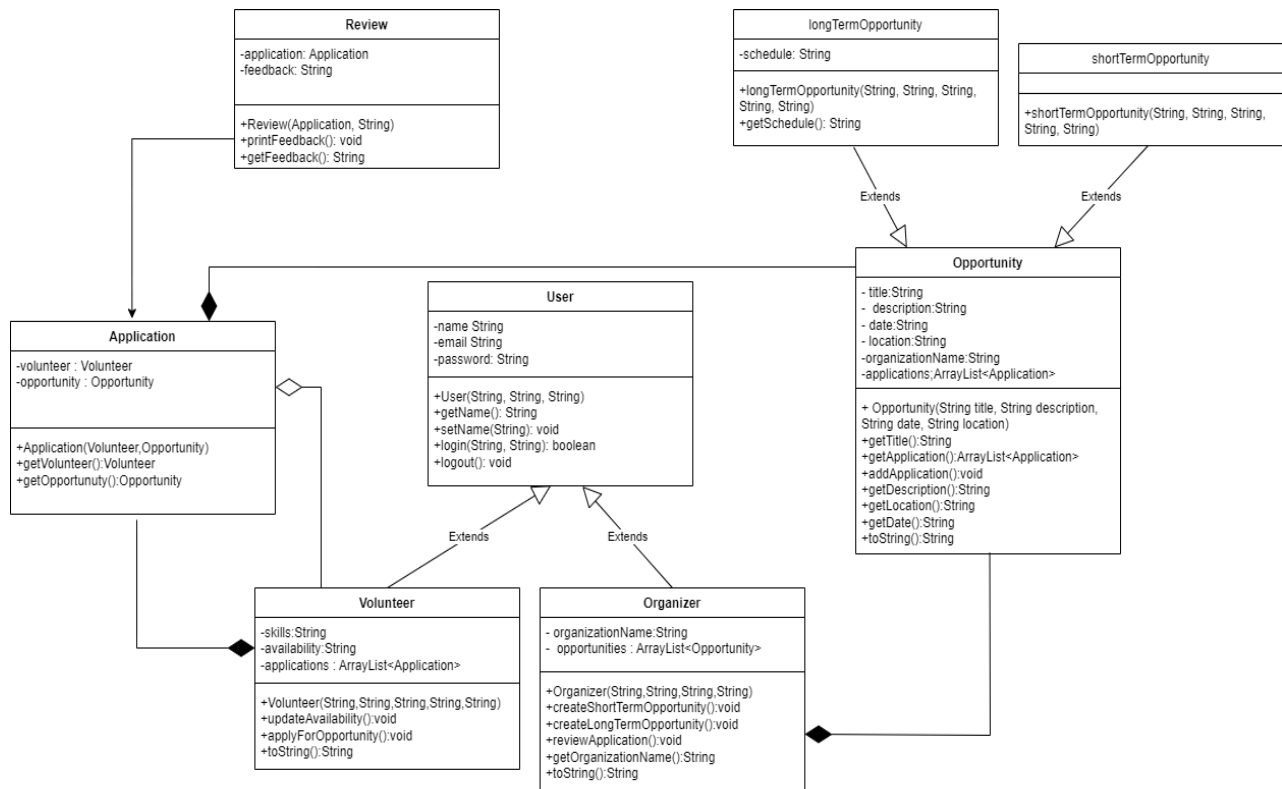 Review
-application: Application
-feedback: String
+Review(Application, String)
+printFeedback(): void
+getFeedback(): String
longTermOpportunity
-schedule: String
+longTermOpportunity(String, String, String,
String, String)
+getSchedule(): String
shortTermOpportunity
+shortTermOpportunity(String, String, String,
String, String)
Extends
Extends
Opportunity
- title:String
- description:String
- date:String
- location:String
-organizationName:String
-applications;ArrayList<Application>
+ Opportunity(String title, String description,
String date, String location)
+getTitle():String
+getApplication():ArrayList<Application>
+addApplication():void
+getDescription():String
+getLocation():String
+getDate():String
+toString():String
User
-name String
-email String
-password: String
+User(String, String, String)
+getName(): String
+setName(String): void
+login(String, String): boolean
+logout(): void
Application
-volunteer : Volunteer
-opportunity : Opportunity
+Application(Volunteer,Opportunity)
+getVolunteer():Volunteer
+getOpportunuty():Opportunity
Extends
Extends
Volunteer
-skills:String
-availability:String
-applications : ArrayList<Application>
+Volunteer(String,String,String,String,String)
+updateAvailability():void
+applyForOpportunity():void
+toString():String
Organizer
- organizationName:String
- opportunities : ArrayList<Opportunity>
+Organizer(String,String,String,String)
+createShortTermOpportunity():void
+createLongTermOpportunity():void
+reviewApplication():void
+getOrganizationName():String
+toString():String